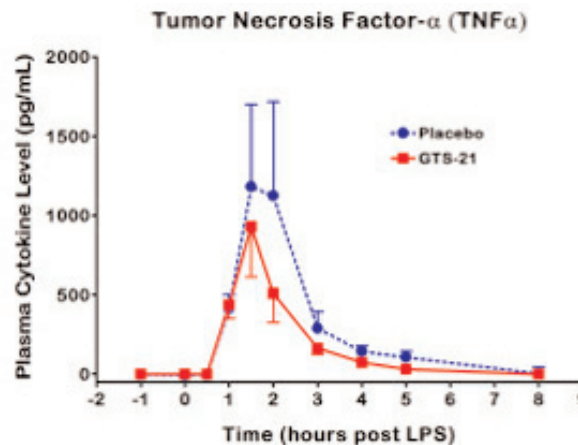 Tumor Necrosis Factor-α (TNFα)
Plasma Cytokine Level (pg/mL)
2000
1500
1000
500
0
Placebo
GTS-21
-2 -1 0 1 2 3 4 5 6 7 8 9
Time (hours post LPS)